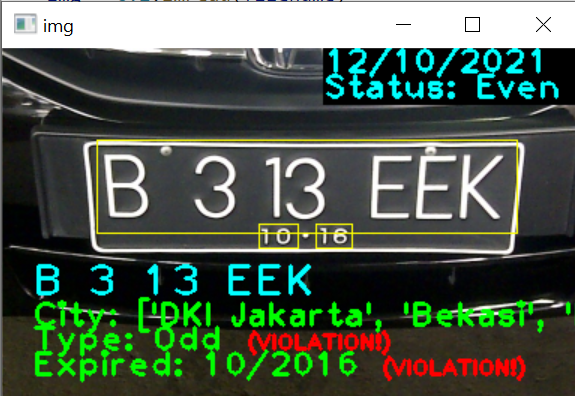 img
12/10/2021
Status: Even
B 3 13 EEK
10•16
B 3 13 EEK
City: ['DKI Jakarta', 'Bekasi', '
Type: Odd (VIOLATION!)
Expired: 10/2016 (VIOLATION!)